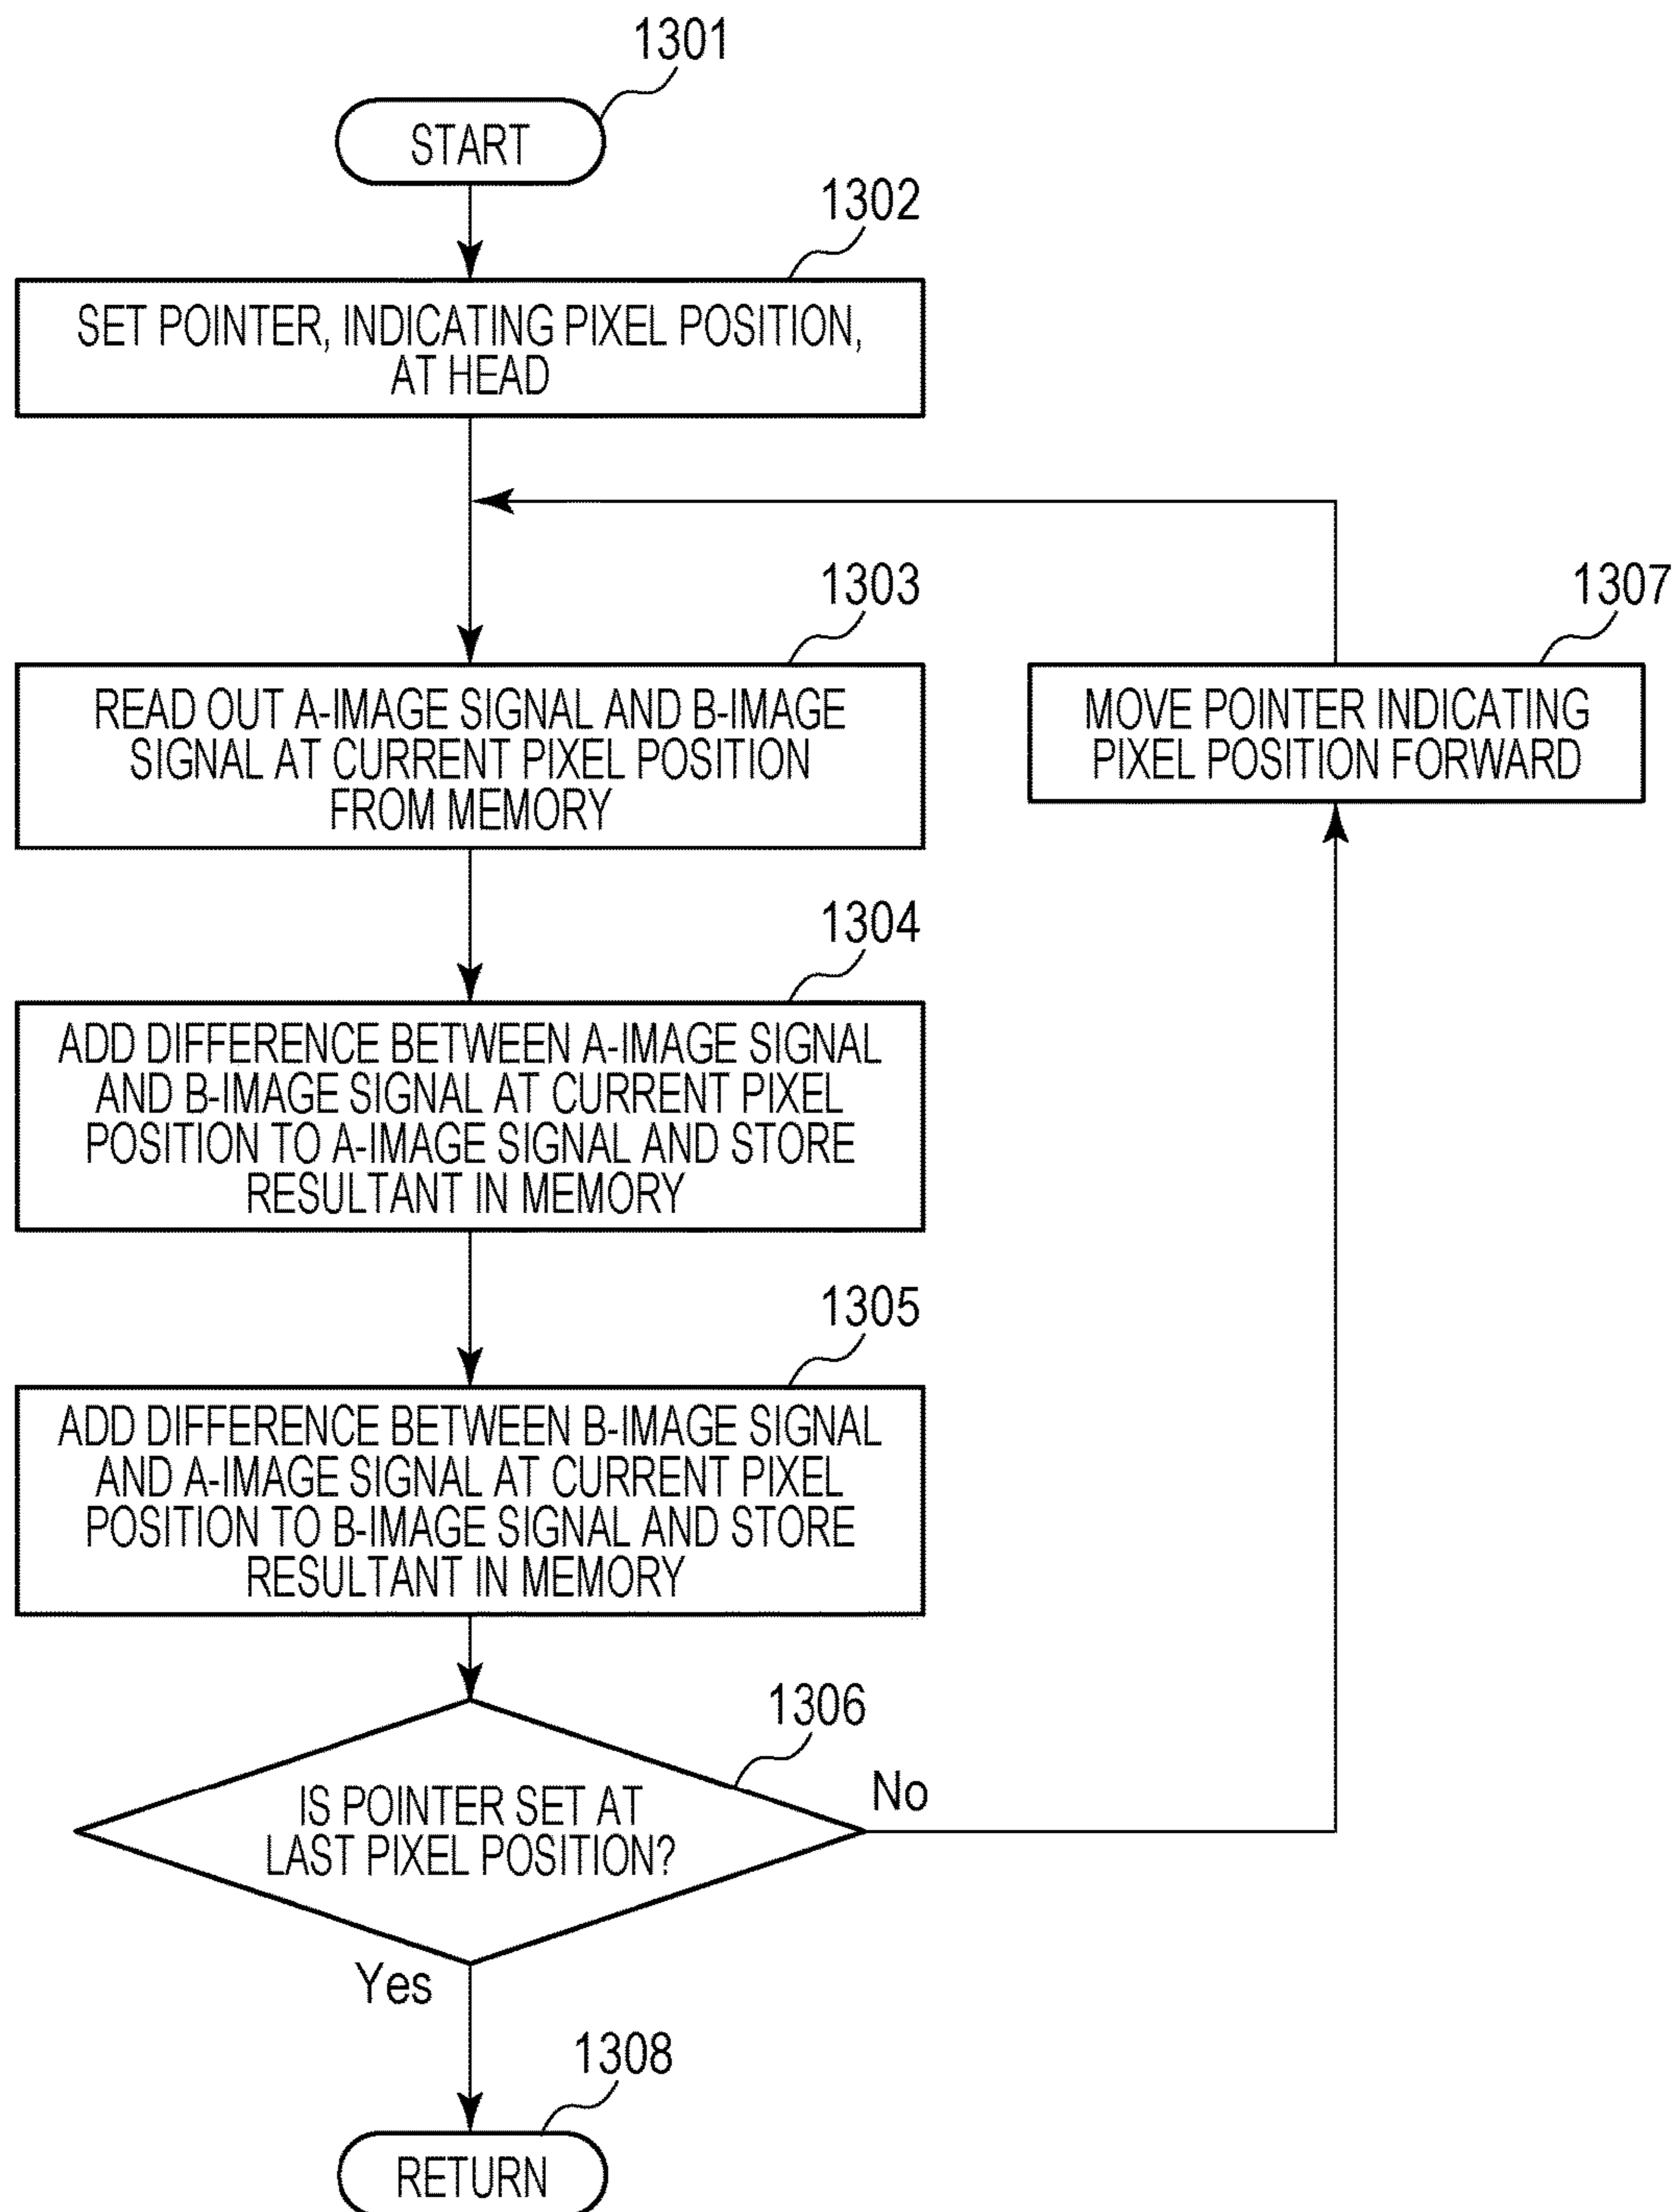 1301
START
1302
SET POINTER, INDICATING PIXEL POSITION,
AT HEAD
1303
READ OUT A-IMAGE SIGNAL AND B-IMAGE
SIGNAL AT CURRENT PIXEL POSITION
FROM MEMORY
1307
MOVE POINTER INDICATING
PIXEL POSITION FORWARD
1304
ADD DIFFERENCE BETWEEN A-IMAGE SIGNAL
AND B-IMAGE SIGNAL AT CURRENT PIXEL
POSITION TO A-IMAGE SIGNAL AND STORE
RESULTANT IN MEMORY
1305
ADD DIFFERENCE BETWEEN B-IMAGE SIGNAL
AND A-IMAGE SIGNAL AT CURRENT PIXEL
POSITION TO B-IMAGE SIGNAL AND STORE
RESULTANT IN MEMORY
1306
IS POINTER SET AT
LAST PIXEL POSITION?
No
Yes
1308
RETURN